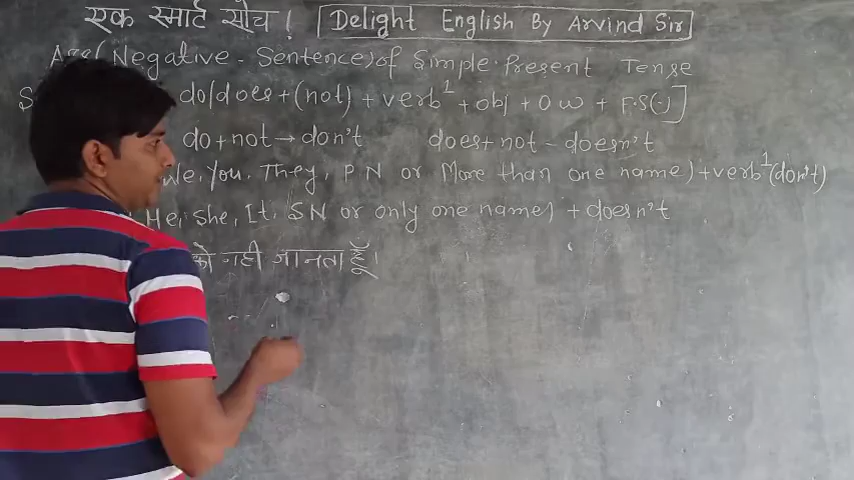 एक स्मार्ट सोच! Delight English By Arvind Sir
(Negative - Sentences) of Simple Present Tense
do/does + (not) + verb¹ + obj + O W + F.S(.)]
do + not → don't does + not - doesn't
We, You, They, P N or More than one name) + verb¹ (don't)
He, She, It, SN or only one name) + doesn't
को नही जानता हूँ।